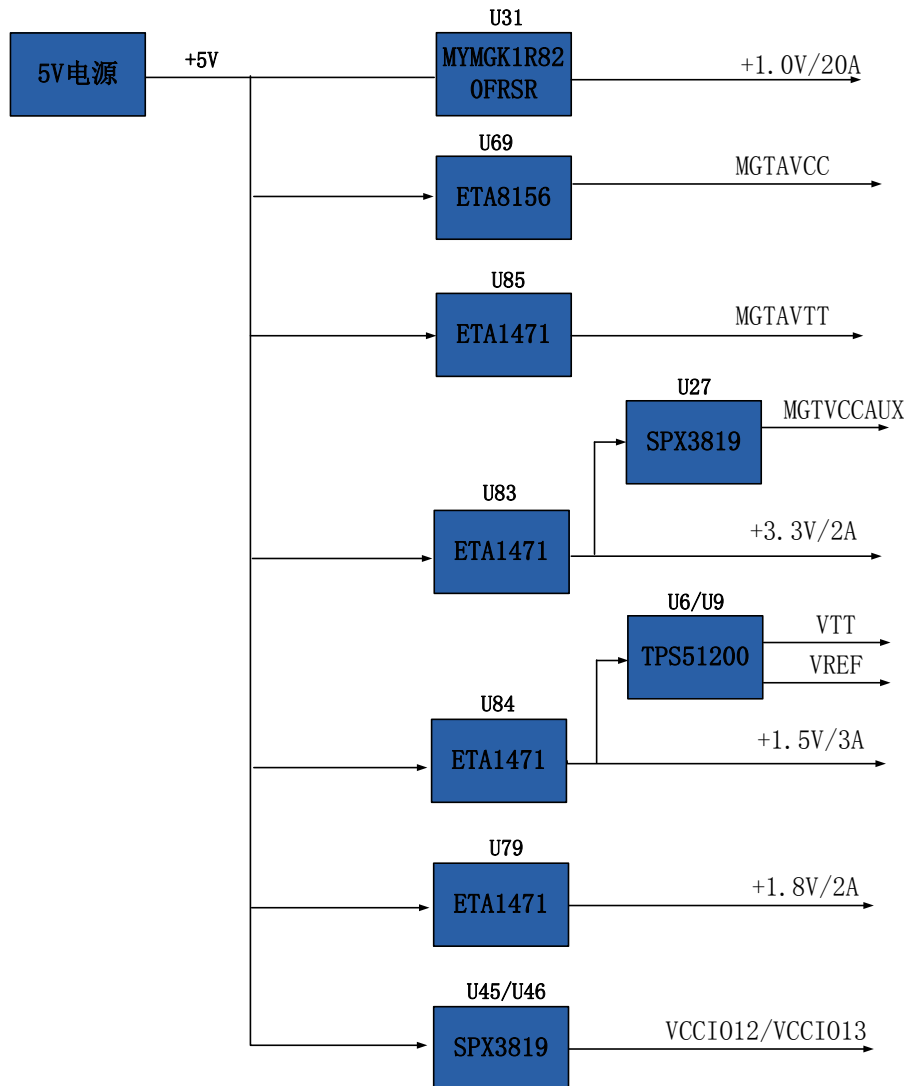 U31
5V电源
+5V
MYMGK1R82
0FRSR
+1.0V/20A
U69
ETA8156
MGTAVCC
U85
ETA1471
MGTAVTT
U27
SPX3819
MGTVCCAUX
U83
ETA1471
+3.3V/2A
U6/U9
TPS51200
VTT
VREF
U84
ETA1471
+1.5V/3A
U79
ETA1471
+1.8V/2A
U45/U46
SPX3819
VCCIO12/VCCIO13